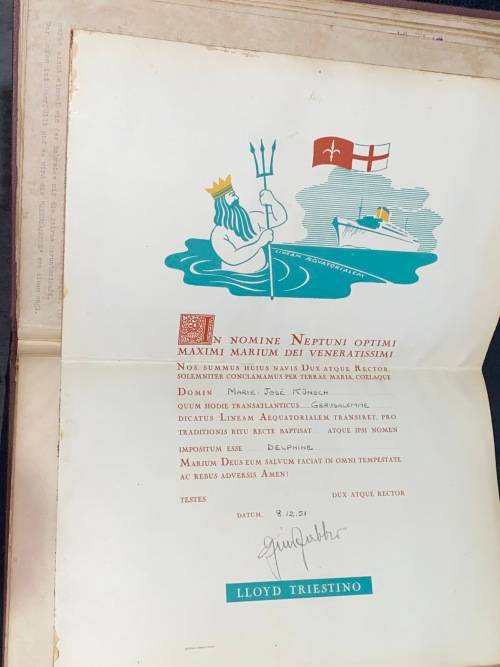 LINEAM AEQUATORIALEM
IN NOMINE NEPTUNI OPTIMI
MAXIMI MARIUM DEI VENERATISSIMI
NOS SUMMUS HUIUS NAVIS DUX ATQUE RECTOR,
SOLEMNITER CONCLAMAMUS PER TERRAS, MARIA, COELAQUE
DOMIN MARIE JOSÉ KÜNSCH
QUUM HODIE TRANSATLANTICUS GERUSALEMME
DICATUS LINEAM AEQUATORIALEM TRANSIRET, PRO
TRADITIONIS RITU RECTE BAPTISAT ATQUE IPSI NOMEN
IMPOSITUM ESSE DELPHINE
MARIUM DEUS EUM SALVUM FACIAT IN OMNI TEMPESTATE
AC REBUS ADVERSIS. AMEN!
TESTES DUX ATQUE RECTOR
DATUM, 8.12.51
LLOYD TRIESTINO